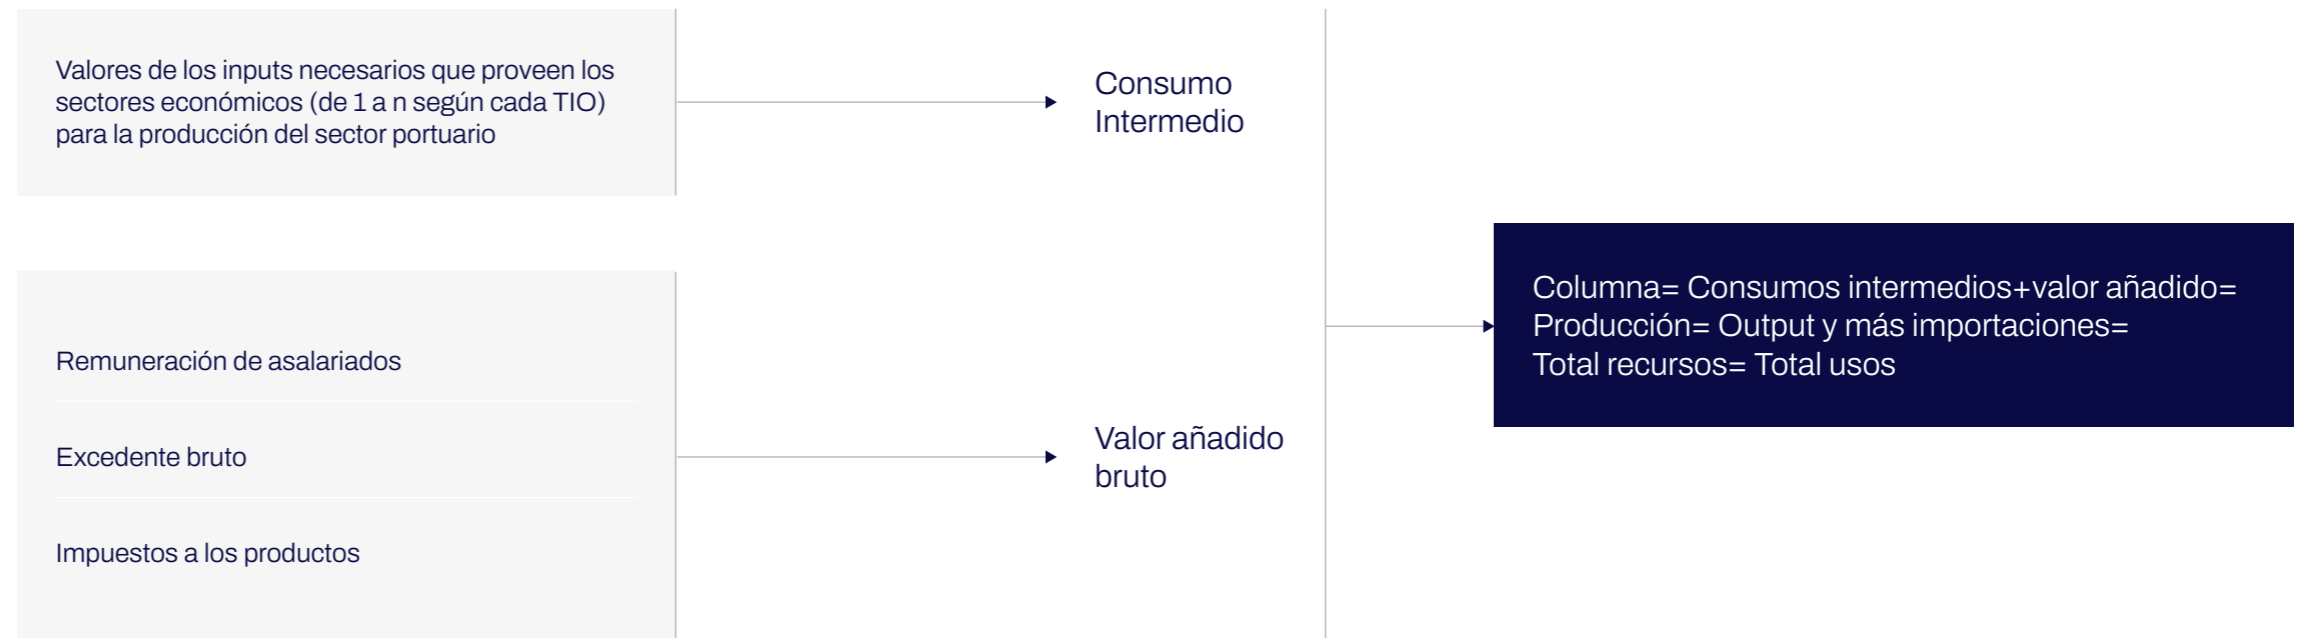 Valores de los inputs necesarios que proveen los
sectores económicos (de 1 a n según cada TIO)
para la producción del sector portuario
Consumo
Intermedio
Remuneración de asalariados
Excedente bruto
Impuestos a los productos
Valor añadido
bruto
Columna= Consumos intermedios+valor añadido=
Producción= Output y más importaciones=
Total recursos= Total usos